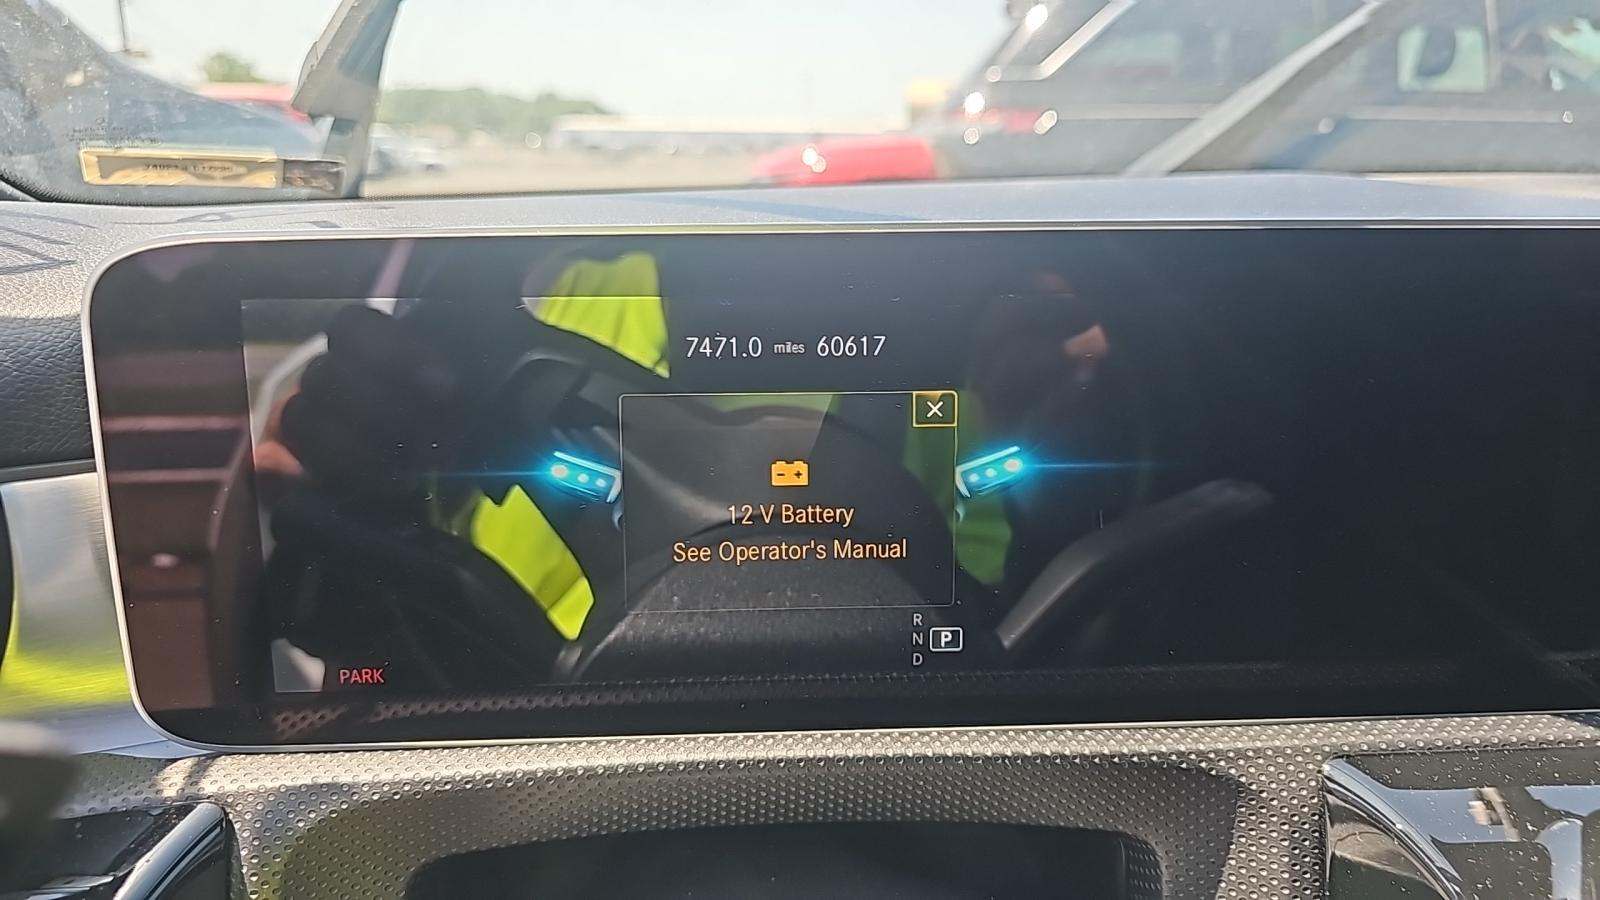 7471.0 miles 60617
×
12 V Battery
See Operator's Manual
R
N P
D
PARK